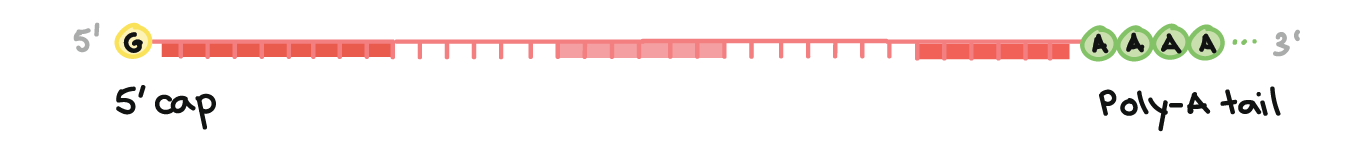 5' G A A A A ... 3'
5' cap Poly-A tail